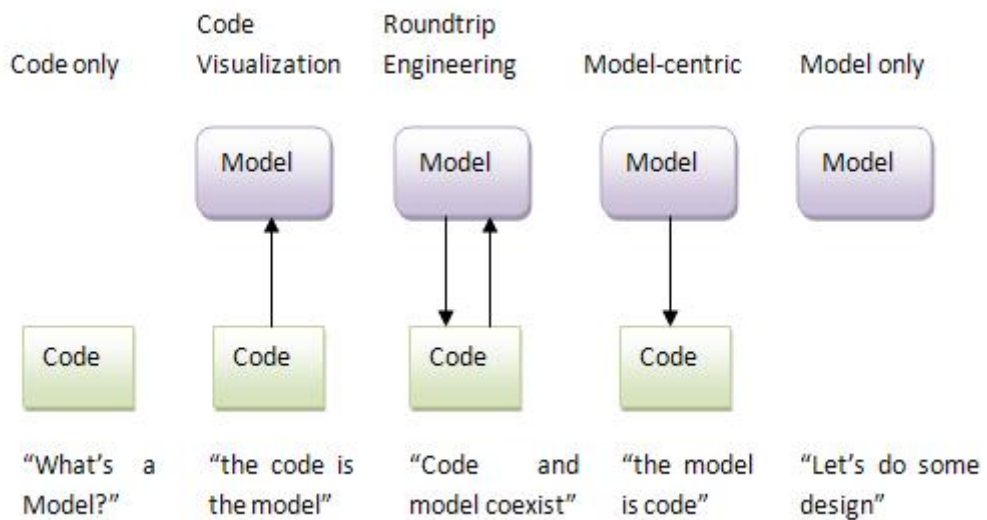 Code only
Code
Visualization
Roundtrip
Engineering
Model-centric
Model only
Model
Model
Model
Model
Code
Code
Code
Code
“What’s a
Model?”
“the code is
the model”
“Code and
model coexist”
“the model
is code”
“Let’s do some
design”